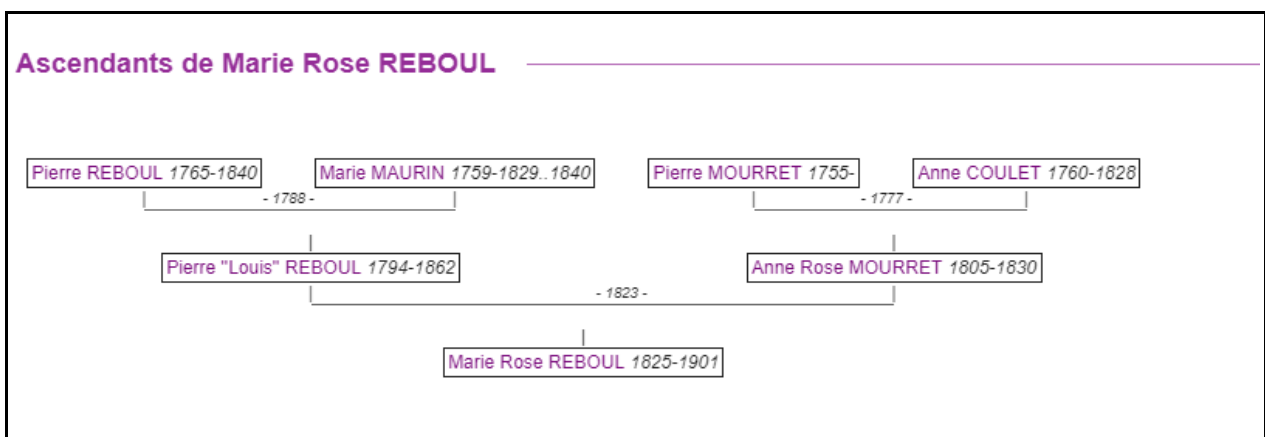 Ascendants de Marie Rose REBOUL
Pierre REBOUL 1765-1840 Marie MAURIN 1759-1829..1840 Pierre MOURRET 1755- Anne COULET 1760-1828
- 1788 - - 1777 -
Pierre "Louis" REBOUL 1794-1862 Anne Rose MOURRET 1805-1830
- 1823 -
Marie Rose REBOUL 1825-1901